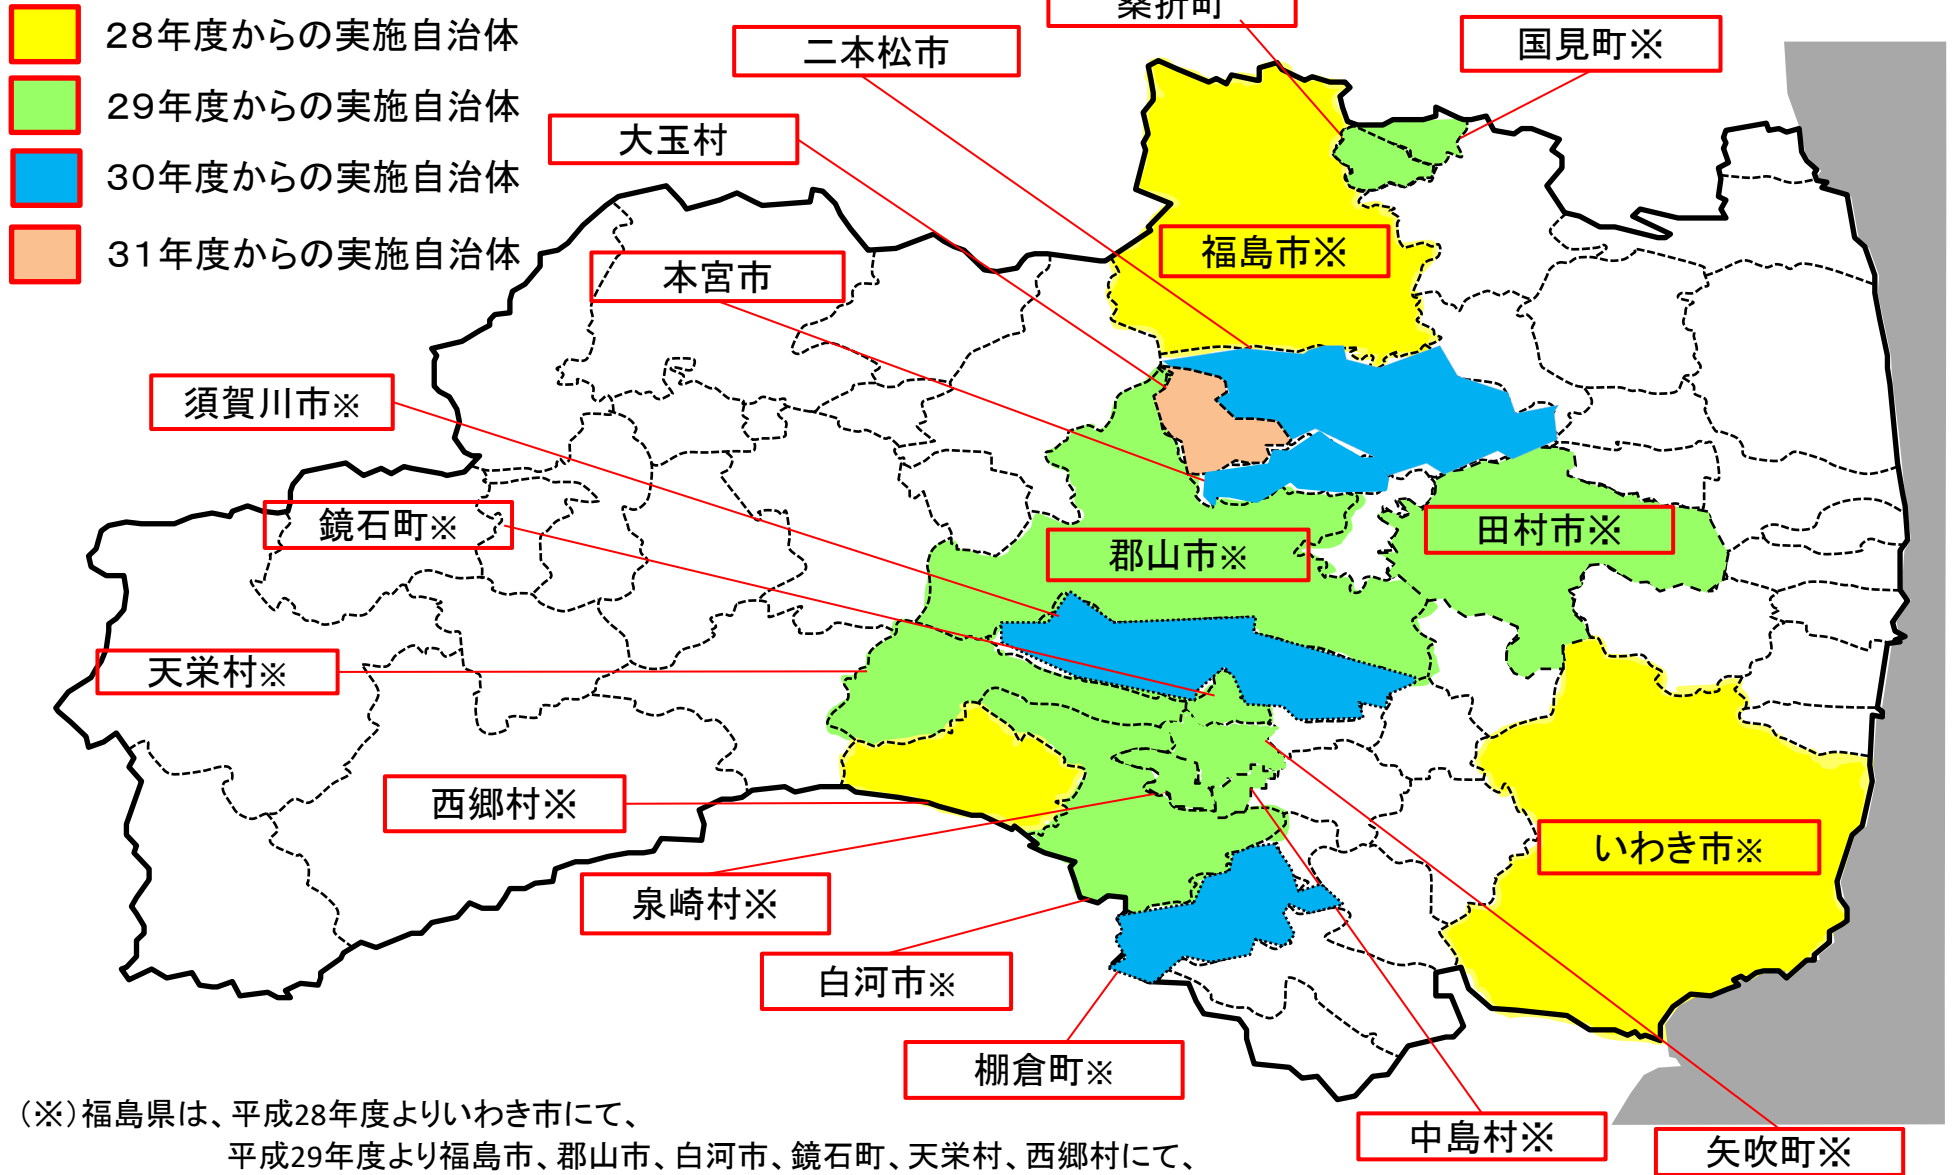 28年度からの実施自治体
29年度からの実施自治体
30年度からの実施自治体
31年度からの実施自治体
桑折町
二本松市
国見町※
大玉村
福島市※
本宮市
須賀川市※
鏡石町※
郡山市※
田村市※
天栄村※
西郷村※
いわき市※
泉崎村※
白河市※
棚倉町※
中島村※
矢吹町※
(※)福島県は、平成28年度よりいわき市にて、
平成29年度より福島市、郡山市、白河市、鏡石町、天栄村、西郷村にて、